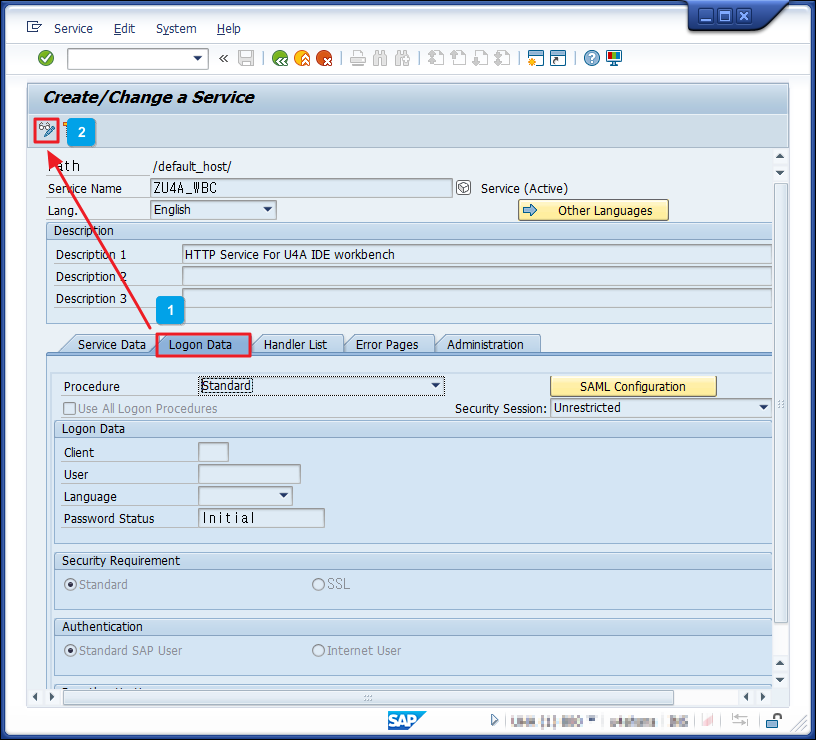 Service Edit System Help
Create/Change a Service
2
Path /default_host/
Service Name ZU4A_WBC Service (Active)
Lang. English Other Languages
Description
Description 1 HTTP Service For U4A IDE workbench
Description 2
Description 3
1
Service Data Logon Data Handler List Error Pages Administration
Procedure Standard SAML Configuration
Use All Logon Procedures Security Session: Unrestricted
Logon Data
Client
User
Language
Password Status Initial
Security Requirement
Standard SSL
Authentication
Standard SAP User Internet User
SAP